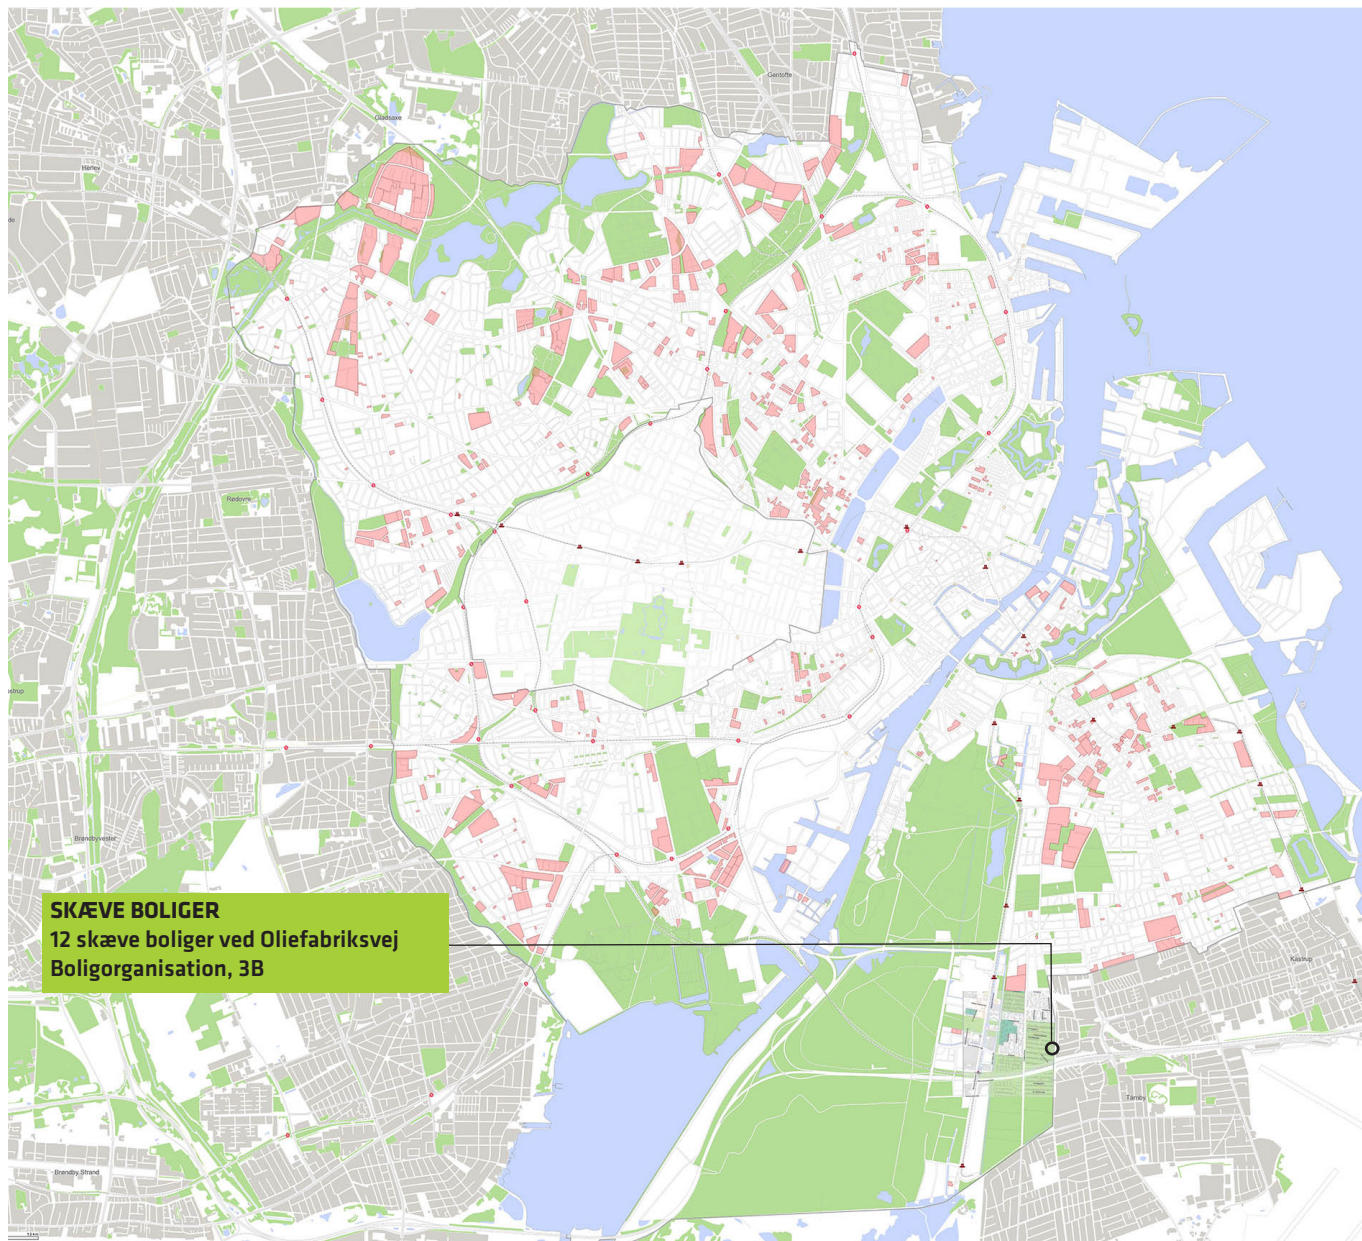 Gentofte
Gladsaxe
Herlev
Rødovre
Brøndbyvester
SKÆVE BOLIGER
12 skæve boliger ved Oliefabriksvej
Boligorganisation, 3B
Kastrup
Tårnby
Brøndby Strand